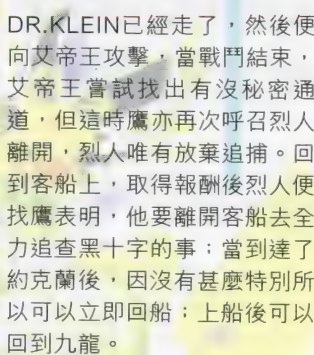 DR.KLEIN已經走了，然後便
向艾帝王攻擊，當戰鬥結束，
艾帝王嘗試找出有沒秘密通
道，但這時鷹亦再次呼召烈人
離開，烈人唯有放棄追捕。回
到客船上，取得報酬後烈人便
找鷹表明，他要離開客船去全
力追查黑十字的事；當到達了
約克蘭後，因沒有甚麼特別所
以可以立即回船；上船後可以
回到九龍。